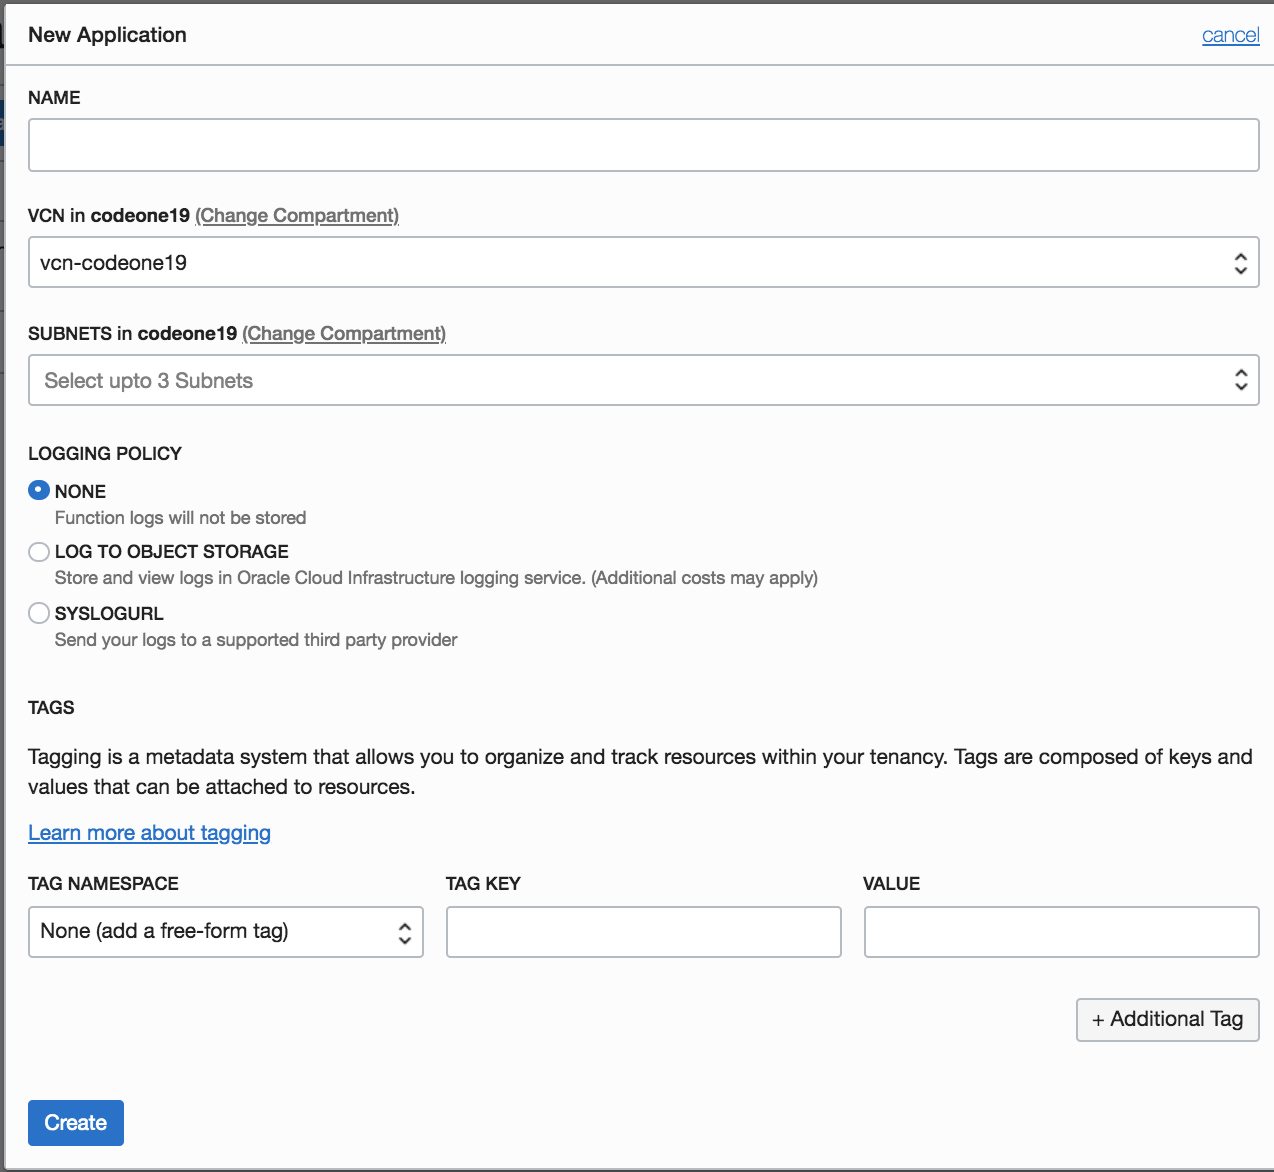 New Application
cancel
NAME
VCN in codeone19 (Change Compartment)
vcn-codeone19
SUBNETS in codeone19 (Change Compartment)
Select upto 3 Subnets
LOGGING POLICY
NONE
Function logs will not be stored
LOG TO OBJECT STORAGE
Store and view logs in Oracle Cloud Infrastructure logging service. (Additional costs may apply)
SYSLOGURL
Send your logs to a supported third party provider
TAGS
Tagging is a metadata system that allows you to organize and track resources within your tenancy. Tags are composed of keys and
values that can be attached to resources.
Learn more about tagging
TAG NAMESPACE
TAG KEY
VALUE
None (add a free-form tag)
+ Additional Tag
Create